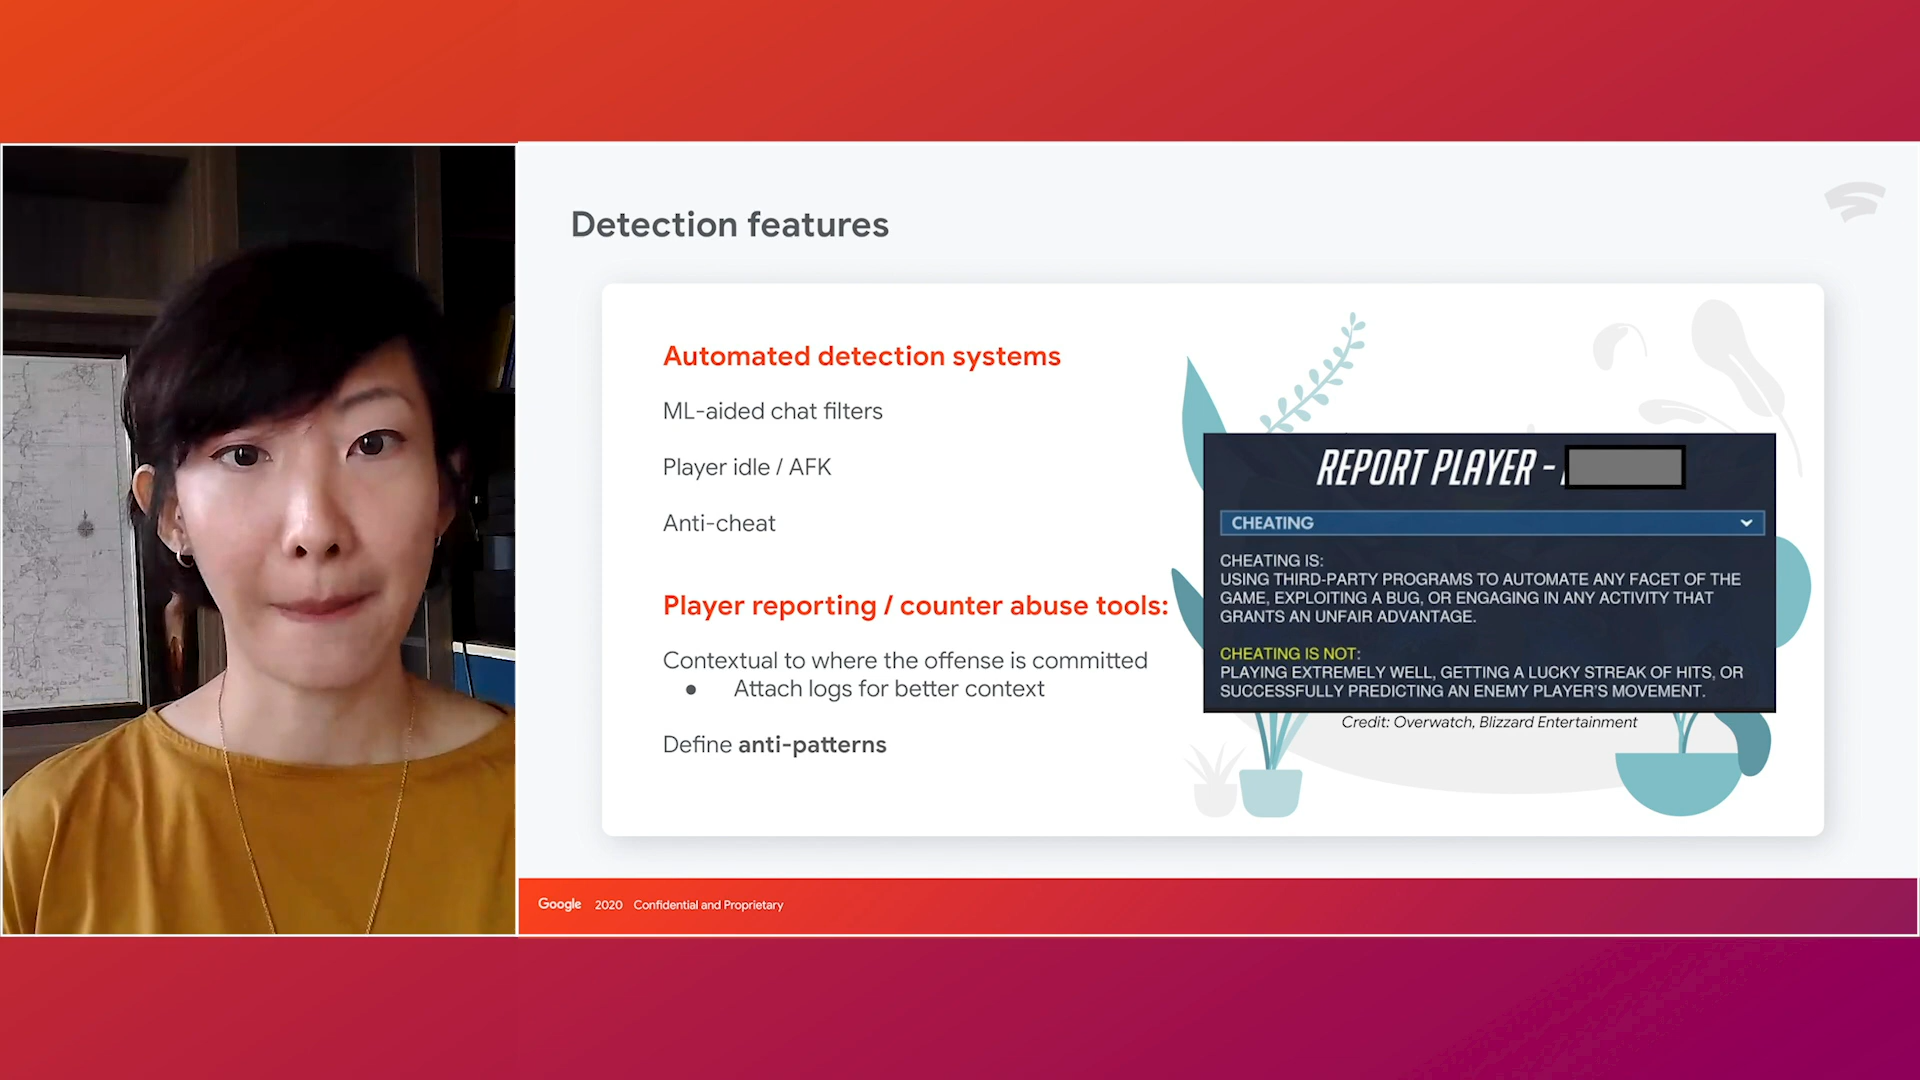 Detection features
Automated detection systems
ML-aided chat filters
Player idle / AFK
Anti-cheat
Player reporting / counter abuse tools:
Contextual to where the offense is committed
● Attach logs for better context
Define anti-patterns
REPORT PLAYER -
CHEATING
CHEATING IS:
USING THIRD-PARTY PROGRAMS TO AUTOMATE ANY FACET OF THE
GAME, EXPLOITING A BUG, OR ENGAGING IN ANY ACTIVITY THAT
GRANTS AN UNFAIR ADVANTAGE.
CHEATING IS NOT:
PLAYING EXTREMELY WELL, GETTING A LUCKY STREAK OF HITS, OR
SUCCESSFULLY PREDICTING AN ENEMY PLAYER'S MOVEMENT.
Credit: Overwatch, Blizzard Entertainment
Google 2020 Confidential and Proprietary